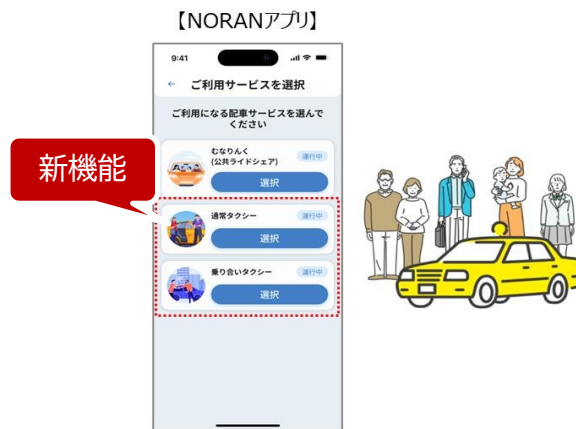 【NORANアプリ】
9:41
ご利用サービスを選択
ご利用になる配車サービスを選んで
ください
むなりんく
(公共ライドシェア)
運行中
選択
新機能
通常タクシー
運行中
選択
乗り合いタクシー
運行中
選択